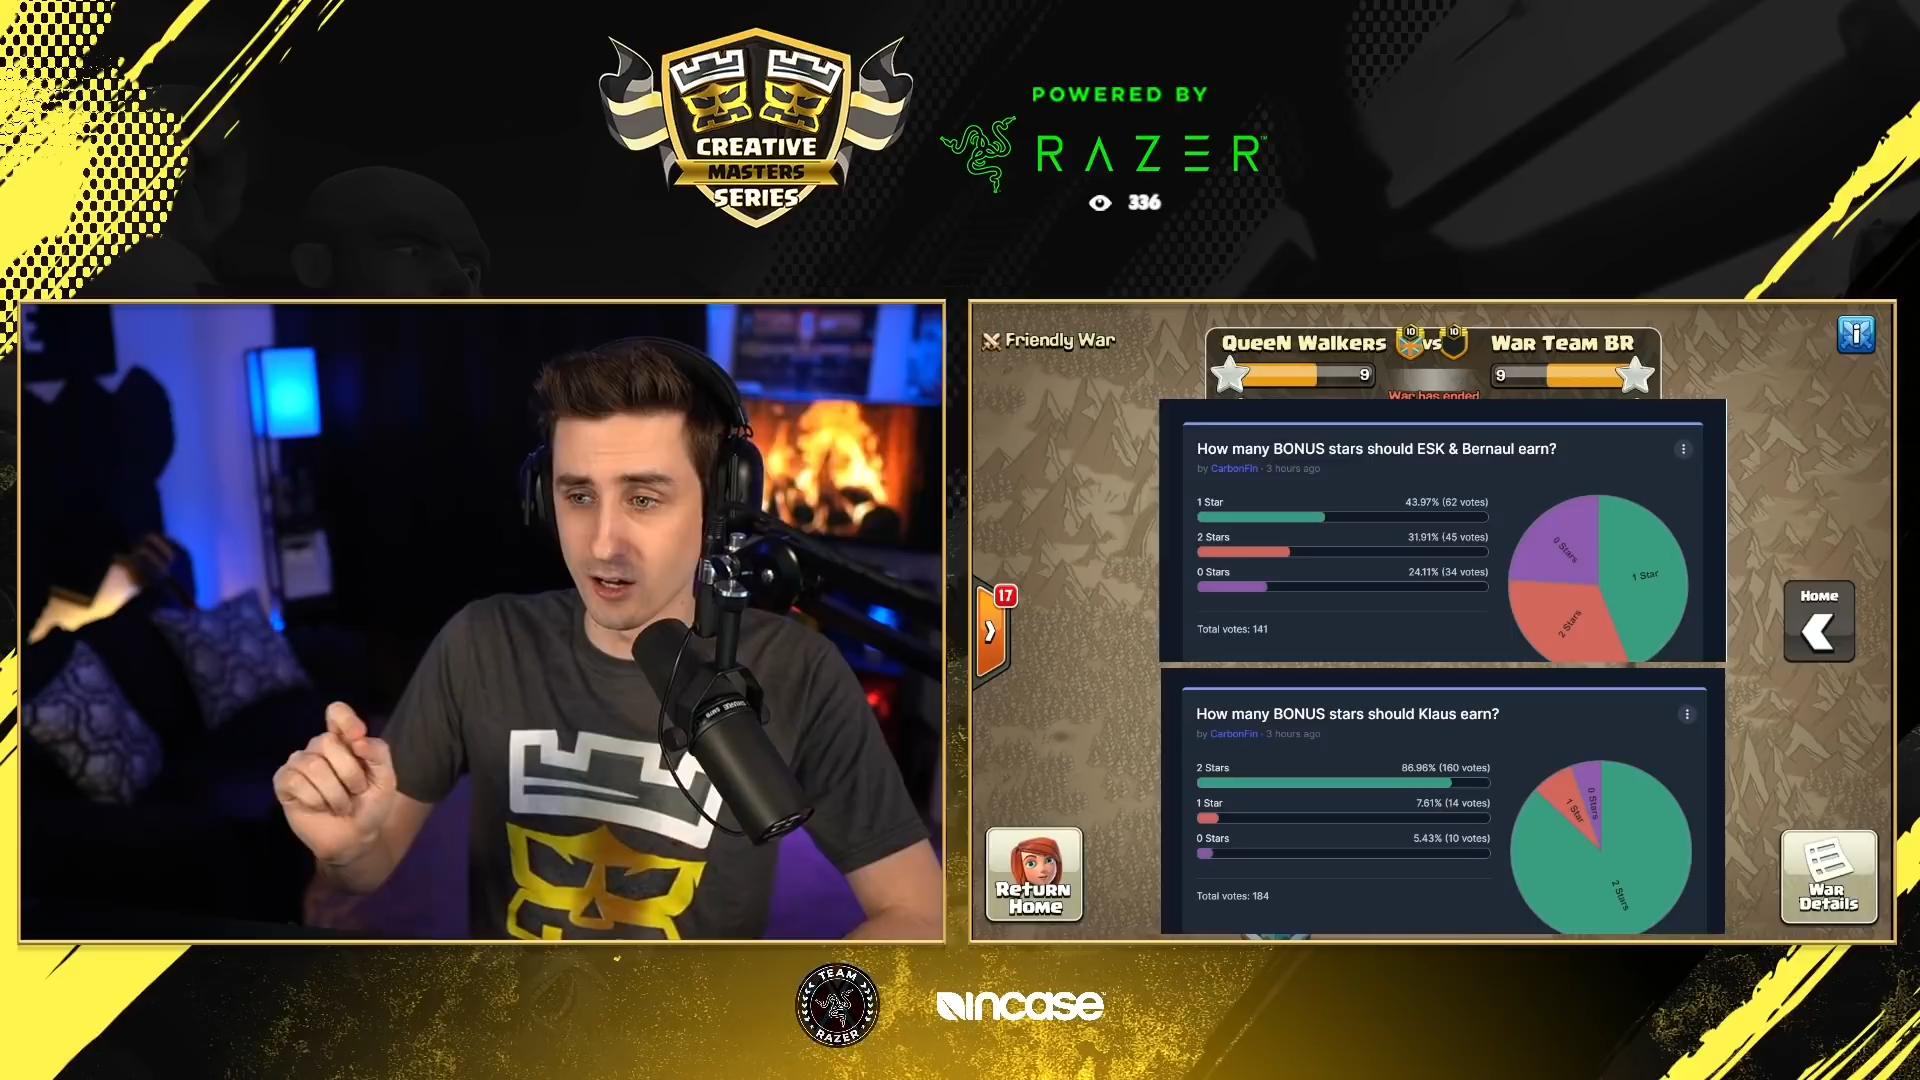 CREATIVE
MASTERS
SERIES
POWERED BY
RAZER
336
Friendly War
QueeN Walkers
10
vs
10
War Team BR
9
9
War has ended
How many BONUS stars should ESK & Bernaul earn?
by CarbonFin · 3 hours ago
1 Star 43.97% (62 votes)
2 Stars 31.91% (45 votes)
0 Stars 24.11% (34 votes)
Total votes: 141
0 Stars
1 Star
2 Stars
17
Home
How many BONUS stars should Klaus earn?
by CarbonFin · 3 hours ago
2 Stars 86.96% (160 votes)
1 Star 7.61% (14 votes)
0 Stars 5.43% (10 votes)
Total votes: 184
0 Stars
1 Star
2 Stars
Return
Home
War
Details
SHURE SM7B
TEAM
RAZER
incase